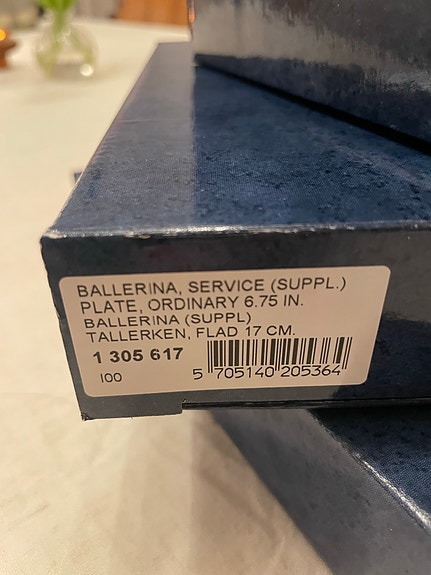 BALLERINA, SERVICE (SUPPL.)
PLATE, ORDINARY 6.75 IN.
BALLERINA (SUPPL)
TALLERKEN, FLAD 17 CM.
1 305 617
100
5 705140 205364